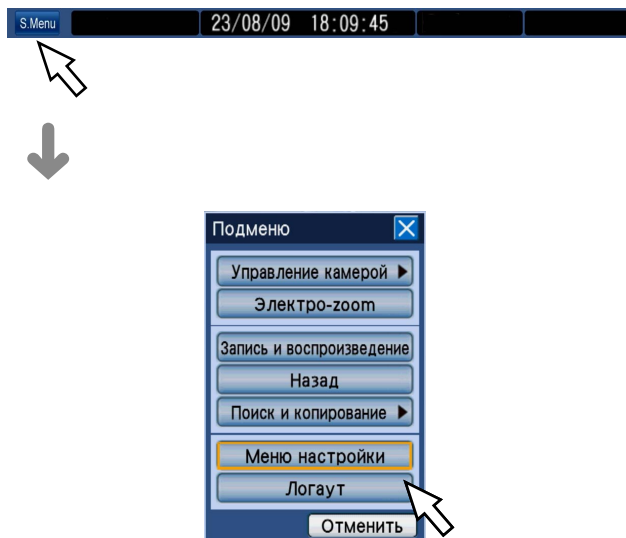 S.Menu 23/08/09 18:09:45
Подменю
Управление камерой
Электро-zoom
Запись и воспроизведение
Назад
Поиск и копирование
Меню настройки
Логаут
Отменить